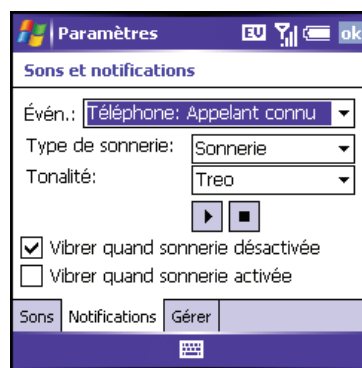 Paramètres EV ok
Sons et notifications
Évén.: Téléphone: Appelant connu
Type de sonnerie: Sonnerie
Tonalité: Treo
Vibrer quand sonnerie désactivée
Vibrer quand sonnerie activée
Sons Notifications Gérer